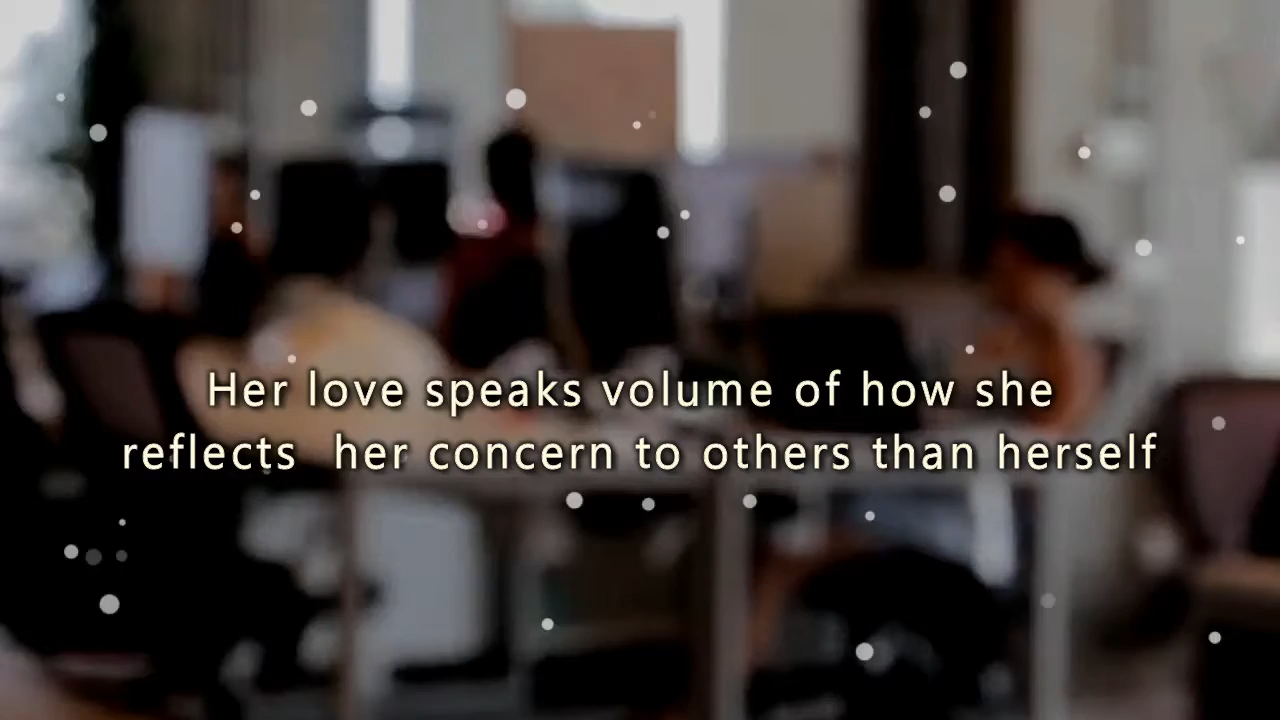 Her love speaks volume of how she
reflects  her concern to others than herself